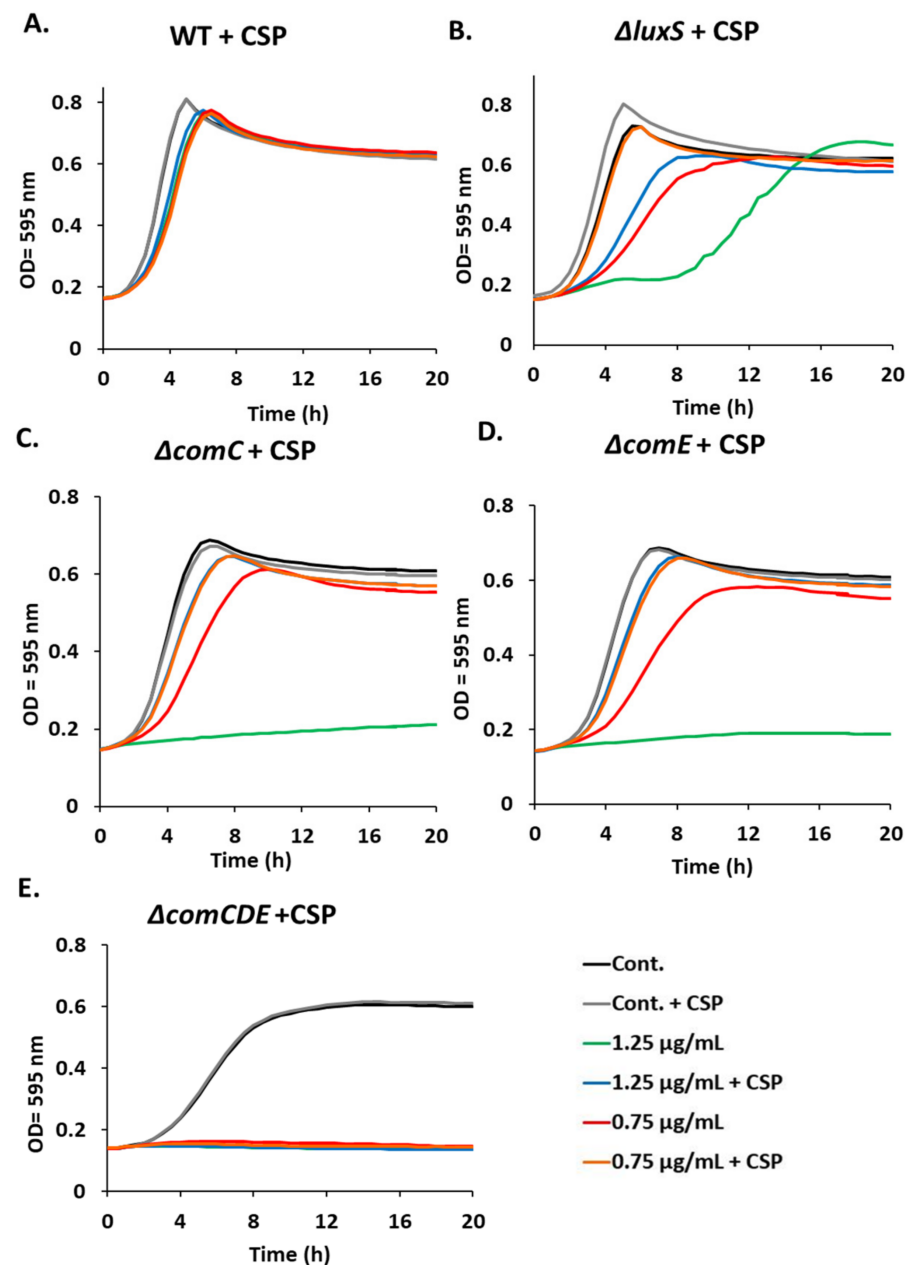 A.
WT + CSP
OD= 595 nm
0.8
0.6
0.4
0.2
0
0 4 8 12 16 20
Time (h)
B.
ΔluxS + CSP
OD= 595 nm
0.8
0.6
0.4
0.2
0
0 4 8 12 16 20
Time (h)
C.
ΔcomC + CSP
OD = 595 nm
0.8
0.6
0.4
0.2
0
0 4 8 12 16 20
Time (h)
D.
ΔcomE + CSP
OD = 595 nm
0.8
0.6
0.4
0.2
0
0 4 8 12 16 20
Time (h)
E.
ΔcomCDE +CSP
OD= 595 nm
0.8
0.6
0.4
0.2
0
0 4 8 12 16 20
Time (h)
Cont.
Cont. + CSP
1.25 µg/mL
1.25 µg/mL + CSP
0.75 µg/mL
0.75 µg/mL + CSP